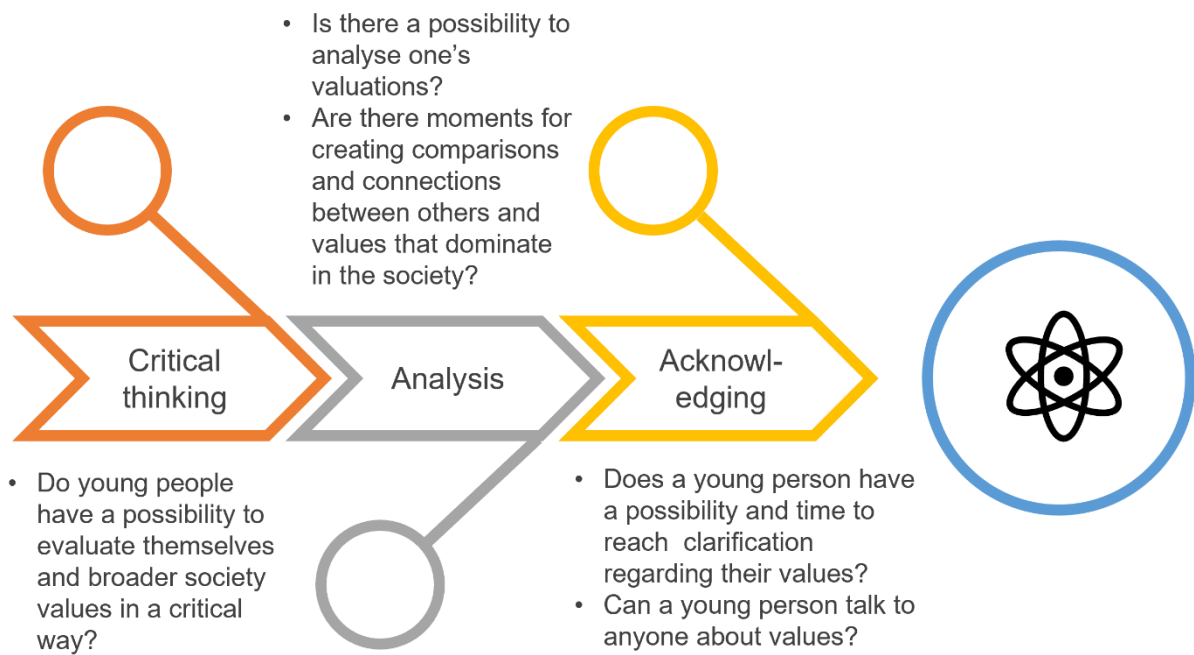 • Is there a possibility to
analyse one's
valuations?
• Are there moments for
creating comparisons
and connections
between others and
values that dominate
in the society?
Critical
thinking
Analysis
Acknowl-
edging
• Do young people
have a possibility to
evaluate themselves
and broader society
values in a critical
way?
• Does a young person have
a possibility and time to
reach  clarification
regarding their values?
• Can a young person talk to
anyone about values?